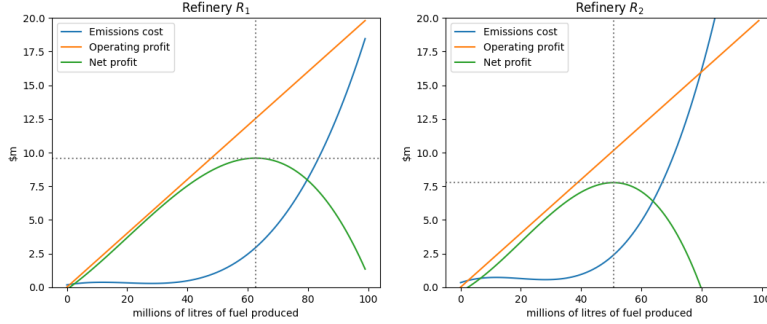 Refinery R₁
Emissions cost
Operating profit
Net profit
20.0
17.5
15.0
12.5
10.0
7.5
5.0
2.5
0.0
$m
0 20 40 60 80 100
millions of litres of fuel produced
Refinery R₂
Emissions cost
Operating profit
Net profit
20.0
17.5
15.0
12.5
10.0
7.5
5.0
2.5
0.0
$m
0 20 40 60 80 100
millions of litres of fuel produced